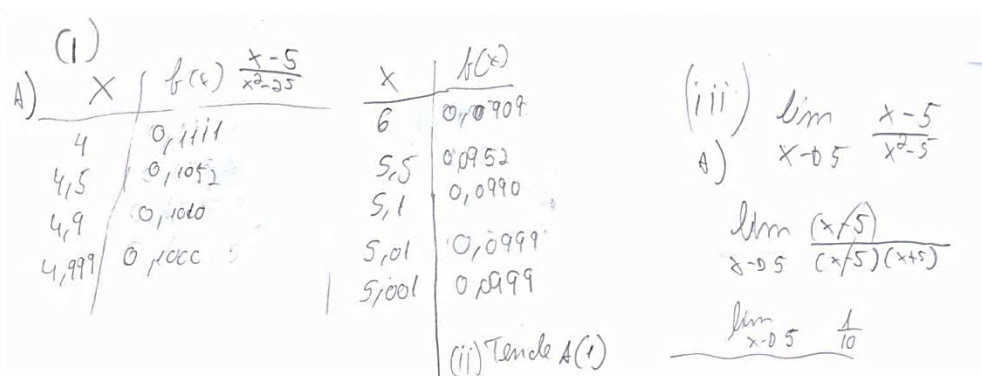 (1)
A) x | f(x) x-5/x²-25
4 | 0,1111
4,5 | 0,1052
4,9 | 0,1010
4,999 | 0,1000
x | f(x)
6 | 0,0909
5,5 | 0,0952
5,1 | 0,0990
5,01 | 0,0999
5,001 | 0,0999
(ii) Tende A (1)
(iii) lim x-5/x²-5
A) x→5
lim (x-5)/(x-5)(x+5)
x→5
lim 1/10
x→5